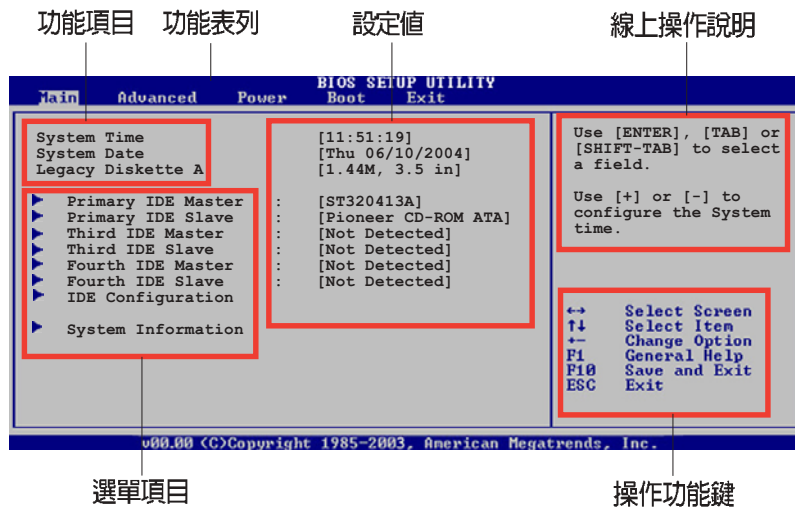 功能項目 功能表列 設定值 線上操作說明
BIOS SETUP UTILITY
Main Advanced Power Boot Exit
System Time [11:51:19]
System Date [Thu 06/10/2004]
Legacy Diskette A [1.44M, 3.5 in]
Primary IDE Master : [ST320413A]
Primary IDE Slave : [Pioneer CD-ROM ATA]
Third IDE Master : [Not Detected]
Third IDE Slave : [Not Detected]
Fourth IDE Master : [Not Detected]
Fourth IDE Slave : [Not Detected]
IDE Configuration
System Information
Use [ENTER], [TAB] or
[SHIFT-TAB] to select
a field.
Use [+] or [-] to
configure the System
time.
←→ Select Screen
↑↓ Select Item
+- Change Option
F1 General Help
F10 Save and Exit
ESC Exit
v00.00 (C)Copyright 1985-2003, American Megatrends, Inc.
選單項目 操作功能鍵